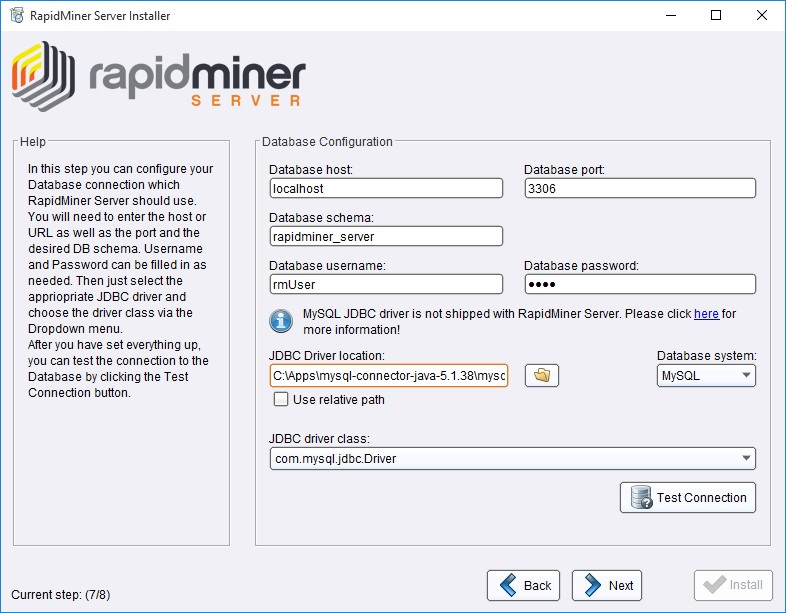 RapidMiner Server Installer
rapidminer
SERVER
Help
In this step you can configure your
Database connection which
RapidMiner Server should use.
You will need to enter the host or
URL as well as the port and the
desired DB schema. Username
and Password can be filled in as
needed. Then just select the
appriopriate JDBC driver and
choose the driver class via the
Dropdown menu.
After you have set everything up,
you can test the connection to the
Database by clicking the Test
Connection button.
Database Configuration
Database host: Database port:
localhost 3306
Database schema:
rapidminer_server
Database username: Database password:
rmUser ••••
MySQL JDBC driver is not shipped with RapidMiner Server. Please click here for
more information!
JDBC Driver location: Database system:
C:\Apps\mysql-connector-java-5.1.38\mysc MySQL
Use relative path
JDBC driver class:
com.mysql.jdbc.Driver
Test Connection
Current step: (7/8)
Back Next Install